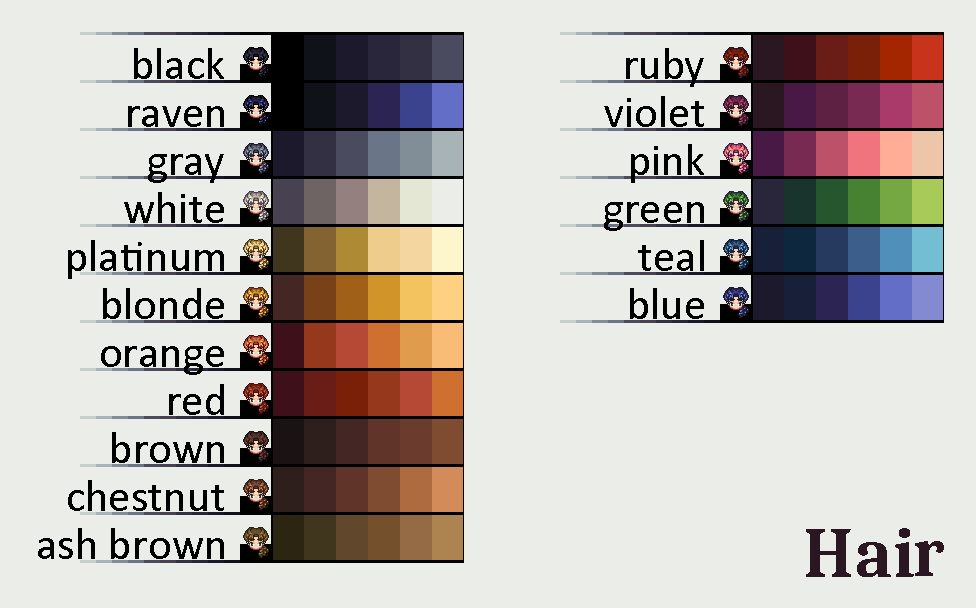 black
raven
gray
white
platinum
blonde
orange
red
brown
chestnut
ash brown
ruby
violet
pink
green
teal
blue
Hair